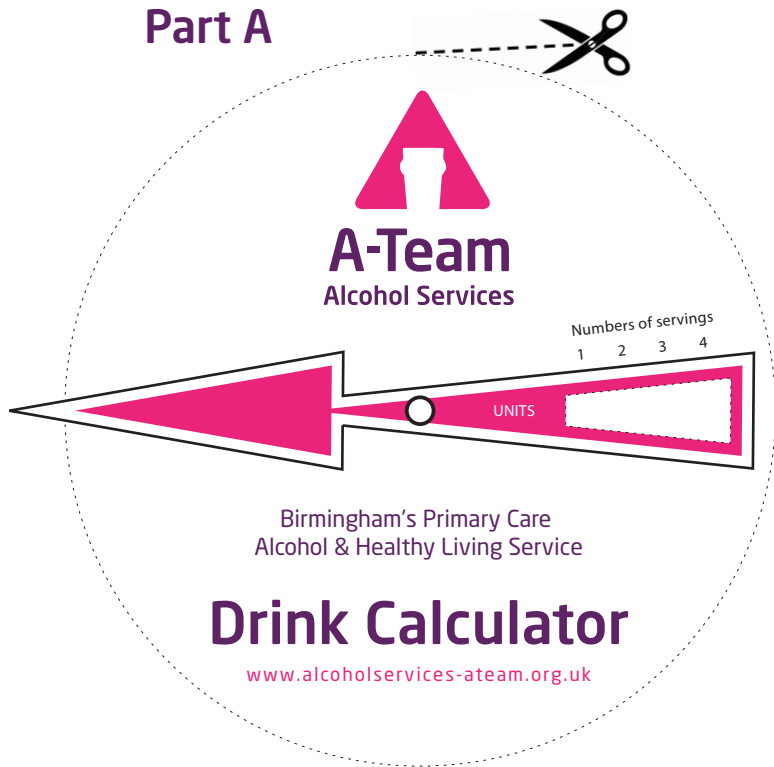 Part A
A-Team
Alcohol Services
Numbers of servings
1 2 3 4
UNITS
Birmingham's Primary Care
Alcohol & Healthy Living Service
Drink Calculator
www.alcoholservices-ateam.org.uk